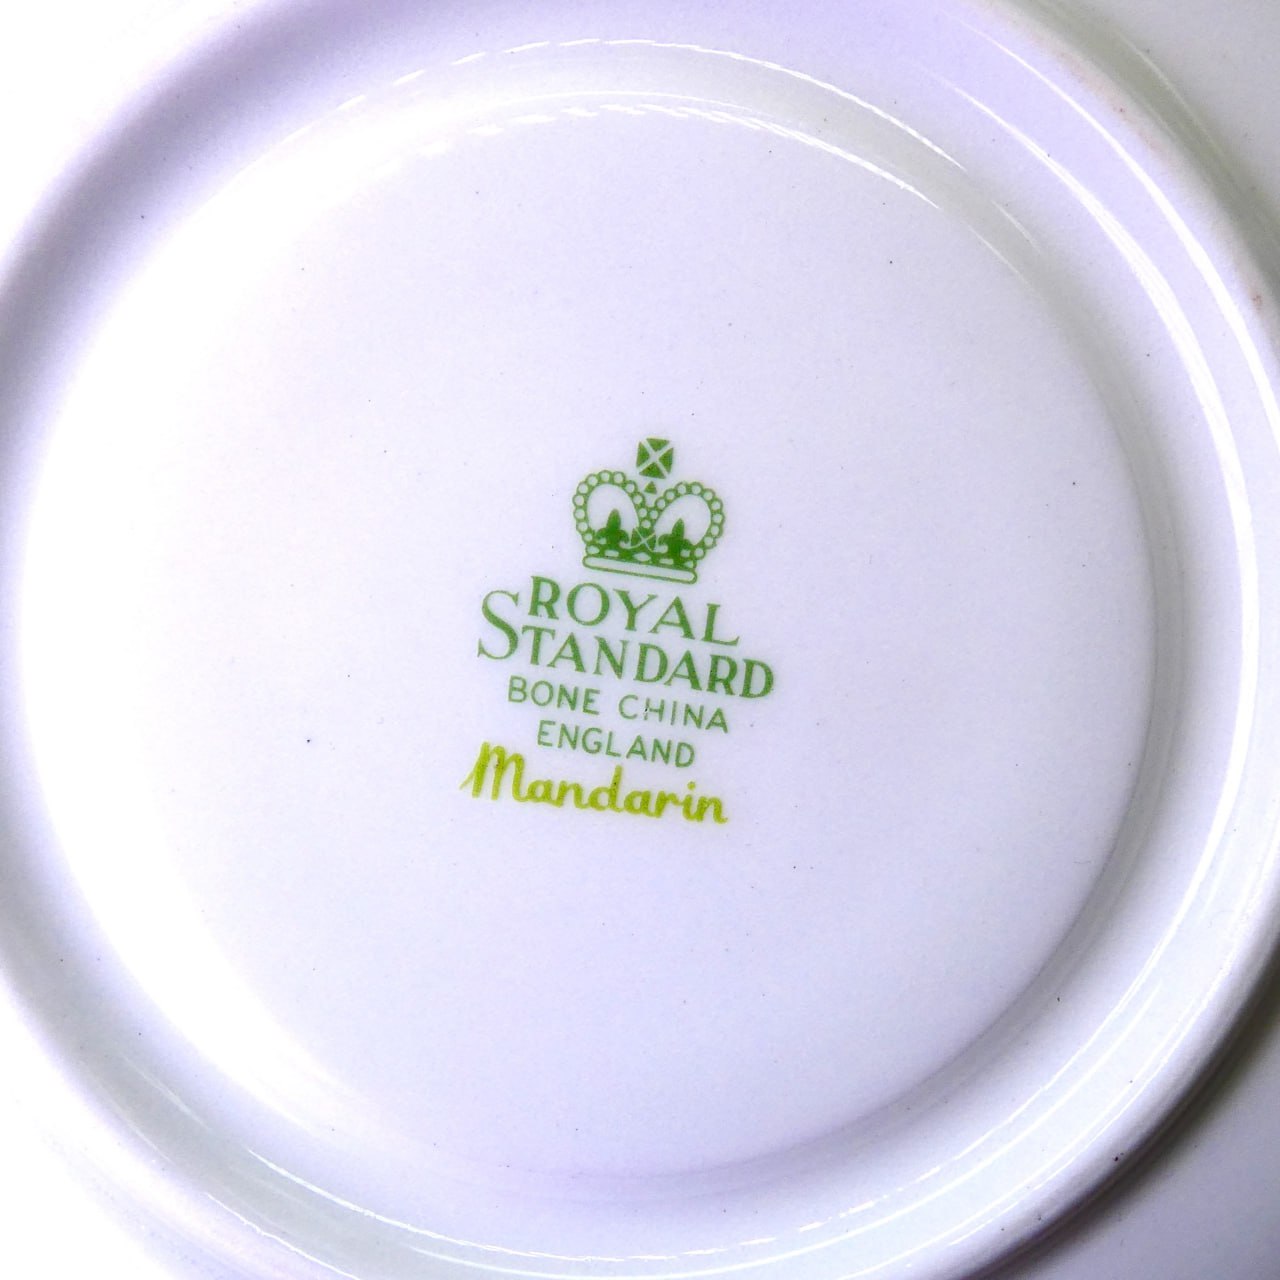 ROYAL
STANDARD
BONE CHINA
ENGLAND
Mandarin